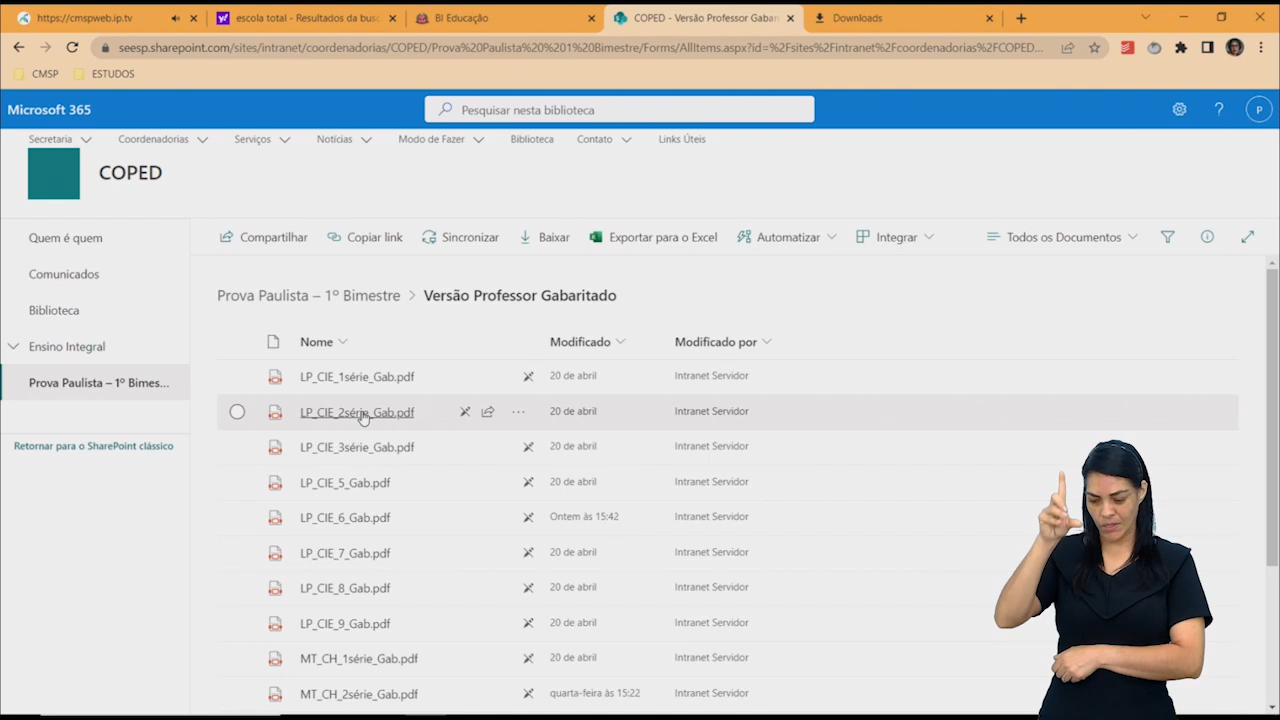 https://cmspweb.ip.tv
escola total - Resultados da bus
BI Educação
COPED - Versão Professor Gabari
Downloads
seesp.sharepoint.com/sites/intranet/coordenadorias/COPED/Prova%20Paulista%20%201%20Bimestre/Forms/AllItems.aspx?id=%2Fsites%2Fintranet%2Fcoordenadorias%2FCOPED...
CMSP
ESTUDOS
Microsoft 365
Pesquisar nesta biblioteca
?
P
Secretaria
Coordenadorias
Serviços
Notícias
Modo de Fazer
Biblioteca
Contato
Links Úteis
COPED
Quem é quem
Comunicados
Biblioteca
Ensino Integral
Prova Paulista – 1º Bimes...
Retornar para o SharePoint clássico
Compartilhar
Copiar link
Sincronizar
Baixar
Exportar para o Excel
Automatizar
Integrar
Todos os Documentos
Prova Paulista – 1º Bimestre > Versão Professor Gabaritado
Nome Modificado Modificado por
LP_CIE_1série_Gab.pdf 20 de abril Intranet Servidor
LP_CIE_2série_Gab.pdf ... 20 de abril Intranet Servidor
LP_CIE_3série_Gab.pdf 20 de abril Intranet Servidor
LP_CIE_5_Gab.pdf 20 de abril Intranet Servidor
LP_CIE_6_Gab.pdf Ontem às 15:42 Intranet Servidor
LP_CIE_7_Gab.pdf 20 de abril Intranet Servidor
LP_CIE_8_Gab.pdf 20 de abril Intranet Servidor
LP_CIE_9_Gab.pdf 20 de abril Intranet Servidor
MT_CH_1série_Gab.pdf 20 de abril Intranet Servidor
MT_CH_2série_Gab.pdf quarta-feira às 15:22 Intranet Servidor